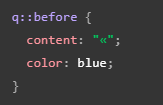 q::before {
  content: "«";
  color: blue;
}